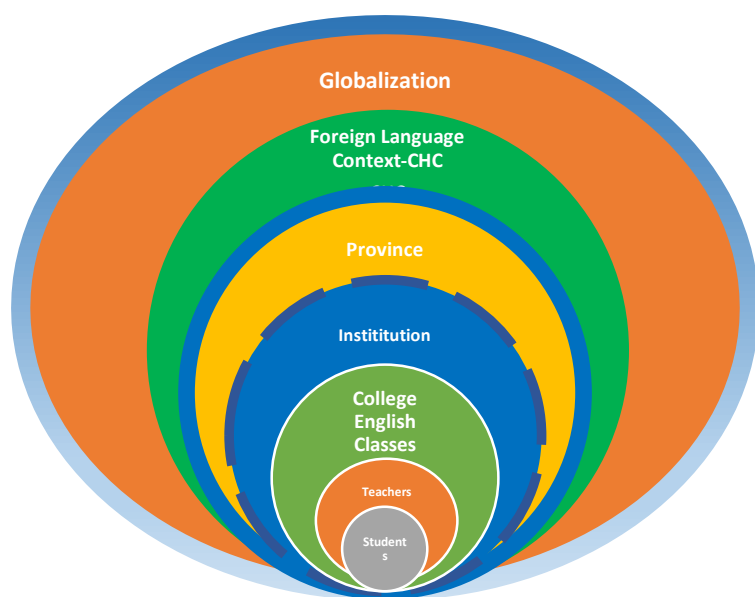 Globalization
Foreign Language
Context-CHC
Province
Instititution
College
English
Classes
Teachers
Student
s